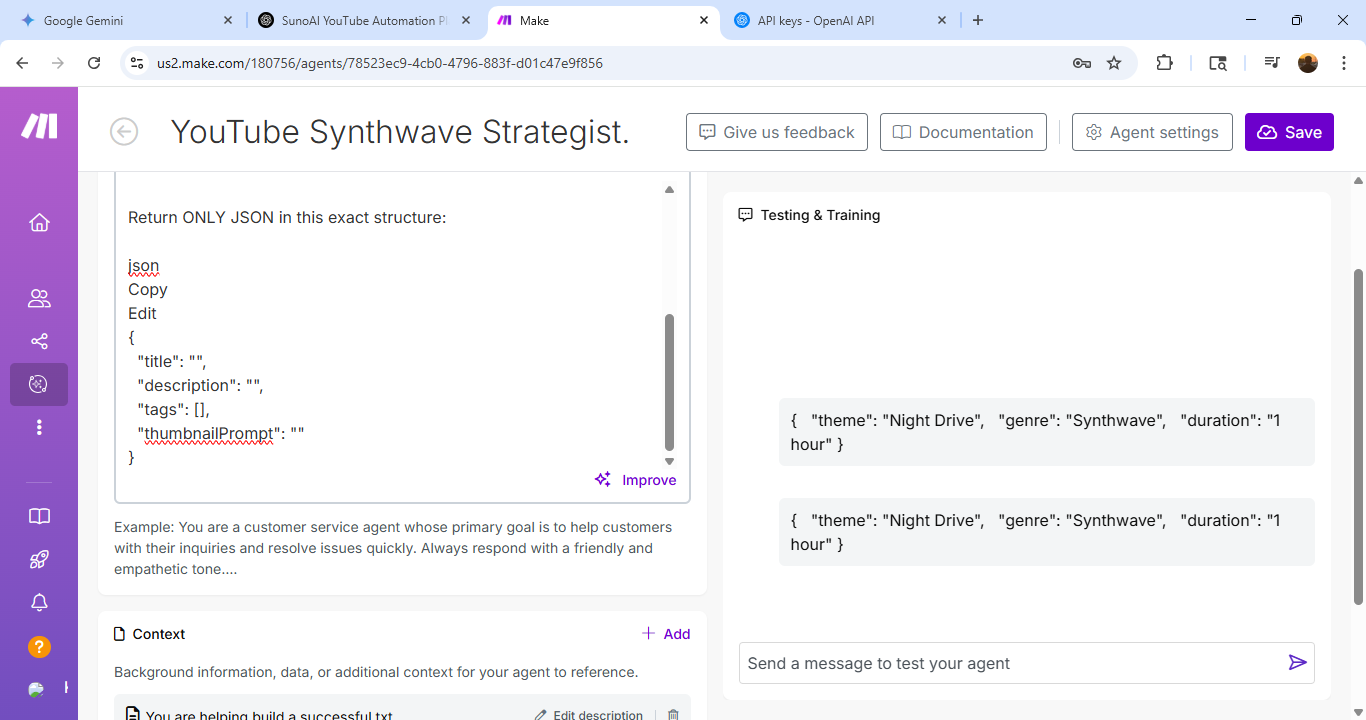 Google Gemini
SunoAI YouTube Automation Pl
Make
API keys - OpenAI API
us2.make.com/180756/agents/78523ec9-4cb0-4796-883f-d01c47e9f856
YouTube Synthwave Strategist.
Give us feedback
Documentation
Agent settings
Save
Return ONLY JSON in this exact structure:
json
Copy
Edit
{
"title": "",
"description": "",
"tags": [],
"thumbnailPrompt": ""
}
Improve
Example: You are a customer service agent whose primary goal is to help customers
with their inquiries and resolve issues quickly. Always respond with a friendly and
empathetic tone....
Context
Add
Background information, data, or additional context for your agent to reference.
You are helping build a successful.txt
Edit description
Testing & Training
{ "theme": "Night Drive", "genre": "Synthwave", "duration": "1
hour" }
{ "theme": "Night Drive", "genre": "Synthwave", "duration": "1
hour" }
Send a message to test your agent